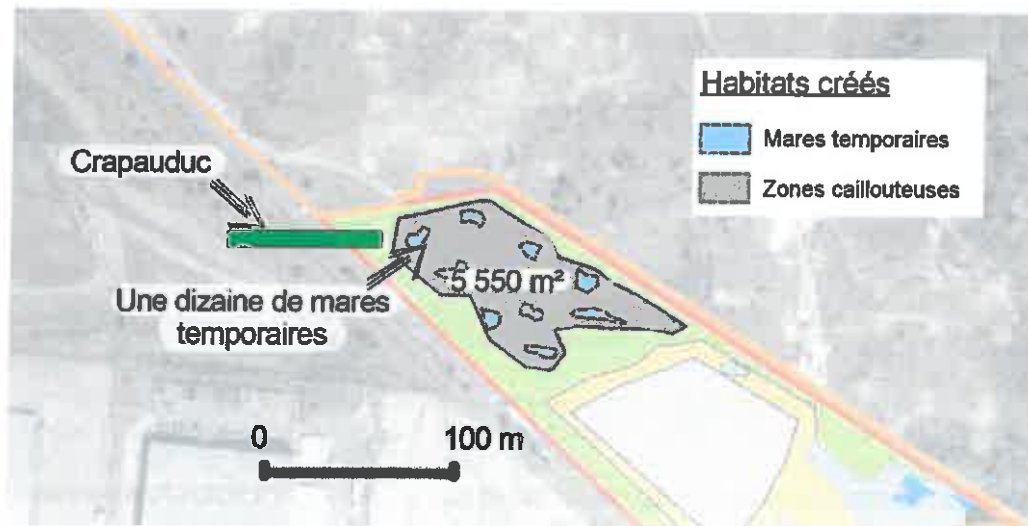 Habitats créés
Mares temporaires
Zones caillouteuses
Crapauduc
5 550 m²
Une dizaine de mares
temporaires
0 100 m